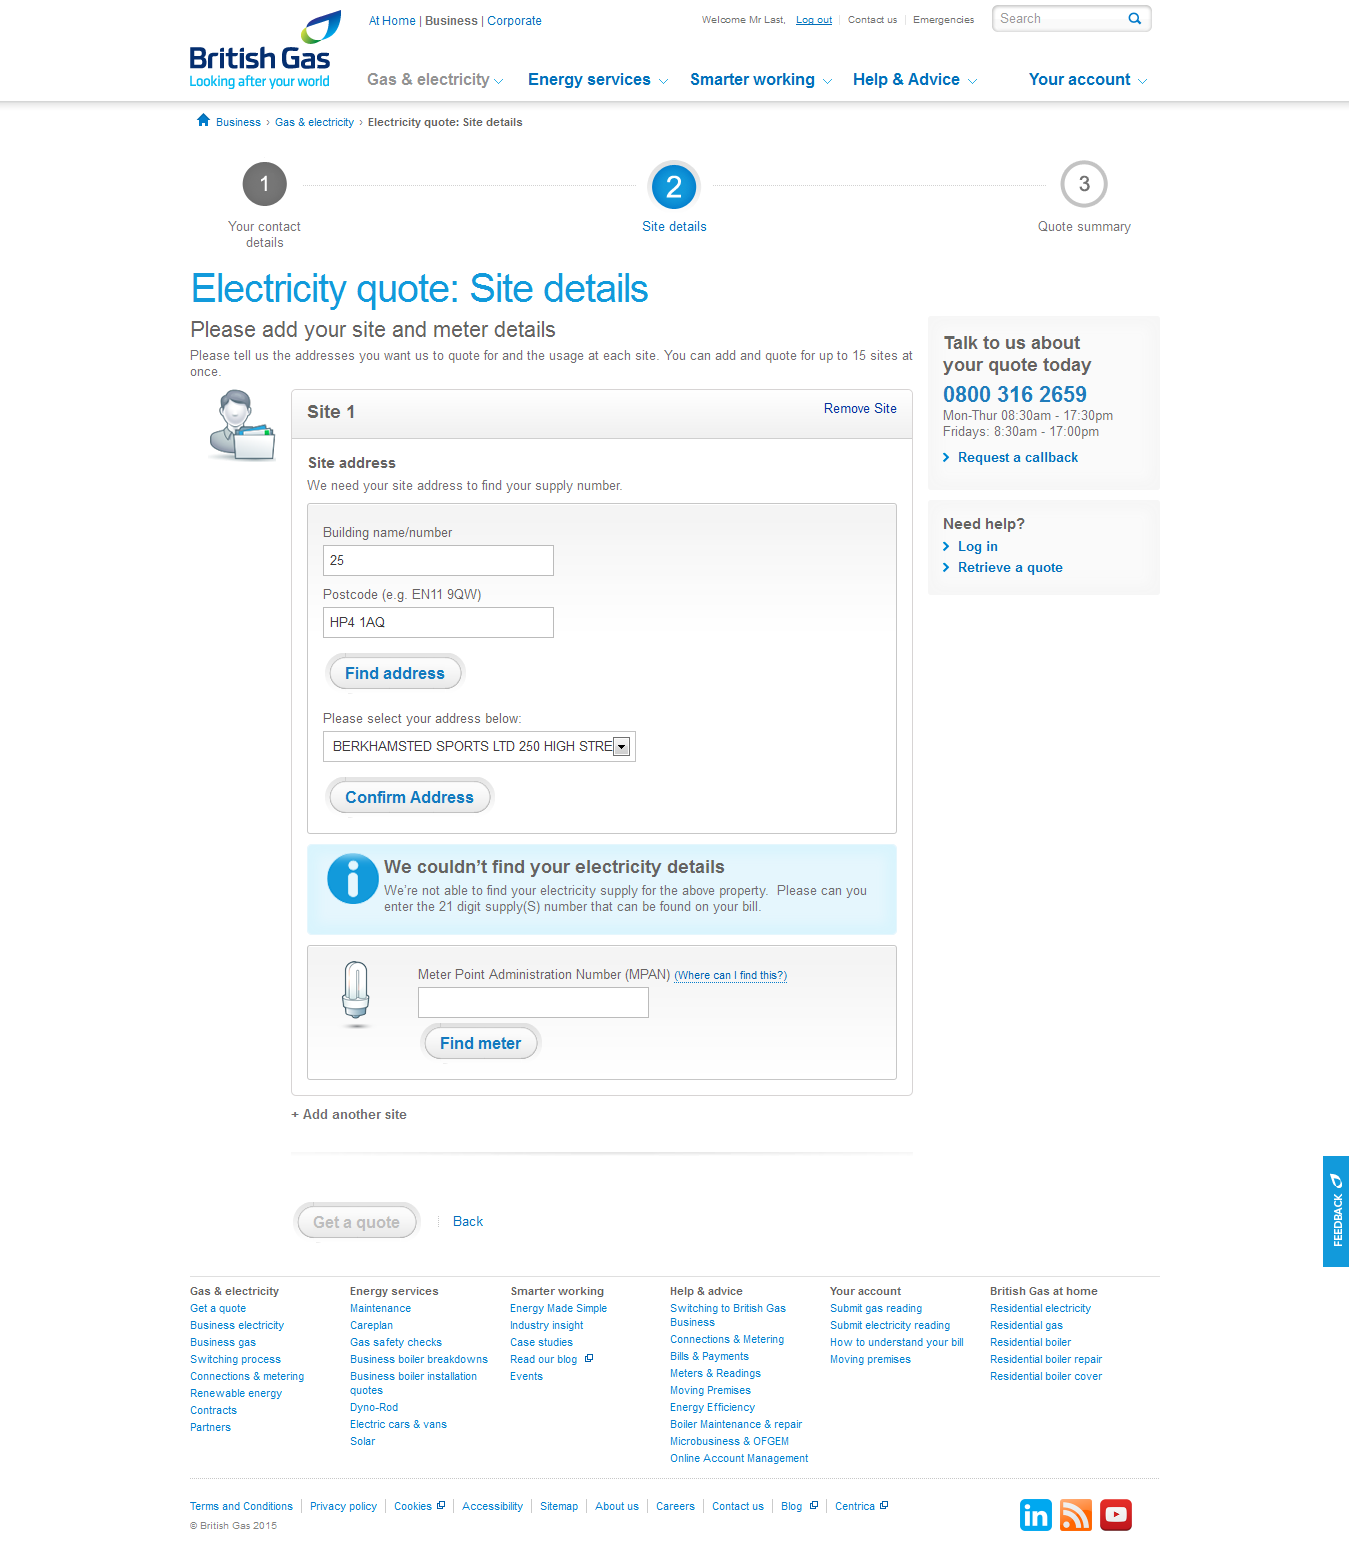 At Home | Business | Corporate
Welcome Mr Last, Log out Contact us Emergencies
Search
British Gas
Looking after your world
Gas & electricity Energy services Smarter working Help & Advice Your account
Business › Gas & electricity › Electricity quote: Site details
1 2 3
Your contact details
Site details
Quote summary
Electricity quote: Site details
Please add your site and meter details
Please tell us the addresses you want us to quote for and the usage at each site. You can add and quote for up to 15 sites at
once.
Site 1
Remove Site
Site address
We need your site address to find your supply number.
Building name/number
25
Postcode (e.g. EN11 9QW)
HP4 1AQ
Find address
Please select your address below:
BERKHAMSTED SPORTS LTD 250 HIGH STRE
Confirm Address
We couldn't find your electricity details
We're not able to find your electricity supply for the above property. Please can you
enter the 21 digit supply(S) number that can be found on your bill.
Meter Point Administration Number (MPAN) (Where can I find this?)
Find meter
+ Add another site
Get a quote
Back
Talk to us about
your quote today
0800 316 2659
Mon-Thur 08:30am - 17:30pm
Fridays: 8:30am - 17:00pm
Request a callback
Need help?
Log in
Retrieve a quote
FEEDBACK
Gas & electricity
Get a quote
Business electricity
Business gas
Switching process
Connections & metering
Renewable energy
Contracts
Partners
Energy services
Maintenance
Careplan
Gas safety checks
Business boiler breakdowns
Business boiler installation
quotes
Dyno-Rod
Electric cars & vans
Solar
Smarter working
Energy Made Simple
Industry insight
Case studies
Read our blog
Events
Help & advice
Switching to British Gas
Business
Connections & Metering
Bills & Payments
Meters & Readings
Moving Premises
Energy Efficiency
Boiler Maintenance & repair
Microbusiness & OFGEM
Online Account Management
Your account
Submit gas reading
Submit electricity reading
How to understand your bill
Moving premises
British Gas at home
Residential electricity
Residential gas
Residential boiler
Residential boiler repair
Residential boiler cover
Terms and Conditions Privacy policy Cookies Accessibility Sitemap About us Careers Contact us Blog Centrica
© British Gas 2015
in